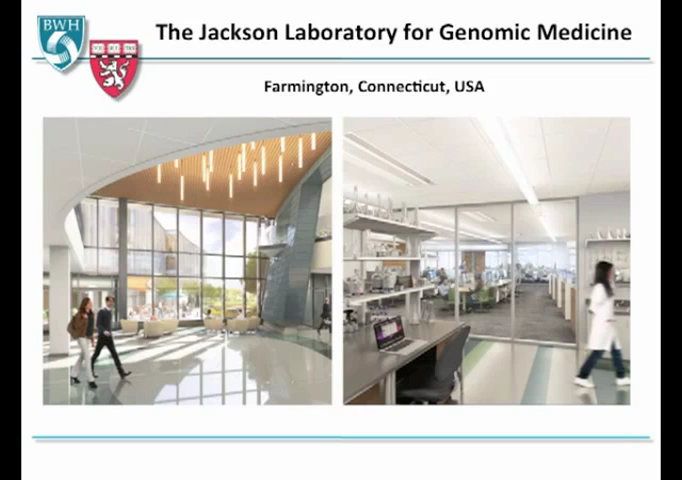 BWH
The Jackson Laboratory for Genomic Medicine
Farmington, Connecticut, USA